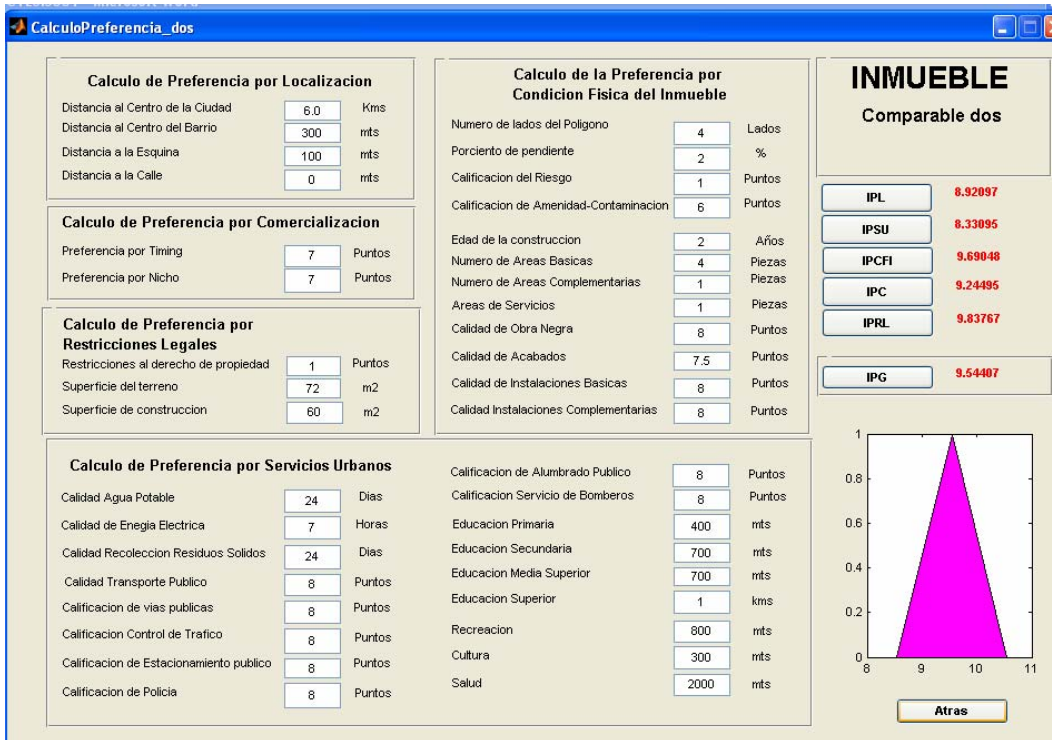 CalculoPreferencia_dos
Calculo de Preferencia por Localizacion
Distancia al Centro de la Ciudad 6.0 Kms
Distancia al Centro del Barrio 300 mts
Distancia a la Esquina 100 mts
Distancia a la Calle 0 mts
Calculo de Preferencia por Comercializacion
Preferencia por Timing 7 Puntos
Preferencia por Nicho 7 Puntos
Calculo de Preferencia por
Restricciones Legales
Restricciones al derecho de propiedad 1 Puntos
Superficie del terreno 72 m2
Superficie de construccion 60 m2
Calculo de la Preferencia por
Condicion Fisica del Inmueble
Numero de lados del Poligono 4 Lados
Porciento de pendiente 2 %
Calificacion del Riesgo 1 Puntos
Calificacion de Amenidad-Contaminacion 6 Puntos
Edad de la construccion 2 Años
Numero de Areas Basicas 4 Piezas
Numero de Areas Complementarias 1 Piezas
Areas de Servicios 1 Piezas
Calidad de Obra Negra 8 Puntos
Calidad de Acabados 7.5 Puntos
Calidad de Instalaciones Basicas 8 Puntos
Calidad Instalaciones Complementarias 8 Puntos
INMUEBLE
Comparable dos
IPL 8.92097
IPSU 8.33095
IPCFI 9.69048
IPC 9.24495
IPRL 9.83767
IPG 9.54407
Calculo de Preferencia por Servicios Urbanos
Calidad Agua Potable 24 Dias
Calidad de Enegia Electrica 7 Horas
Calidad Recoleccion Residuos Solidos 24 Dias
Calidad Transporte Publico 8 Puntos
Calificacion de vias publicas 8 Puntos
Calificacion Control de Trafico 8 Puntos
Calificacion de Estacionamiento publico 8 Puntos
Calificacion de Policia 8 Puntos
Calificacion de Alumbrado Publico 8 Puntos
Calificacion Servicio de Bomberos 8 Puntos
Educacion Primaria 400 mts
Educacion Secundaria 700 mts
Educacion Media Superior 700 mts
Educacion Superior 1 kms
Recreacion 800 mts
Cultura 300 mts
Salud 2000 mts
1
0.8
0.6
0.4
0.2
0
8 9 10 11
Atras